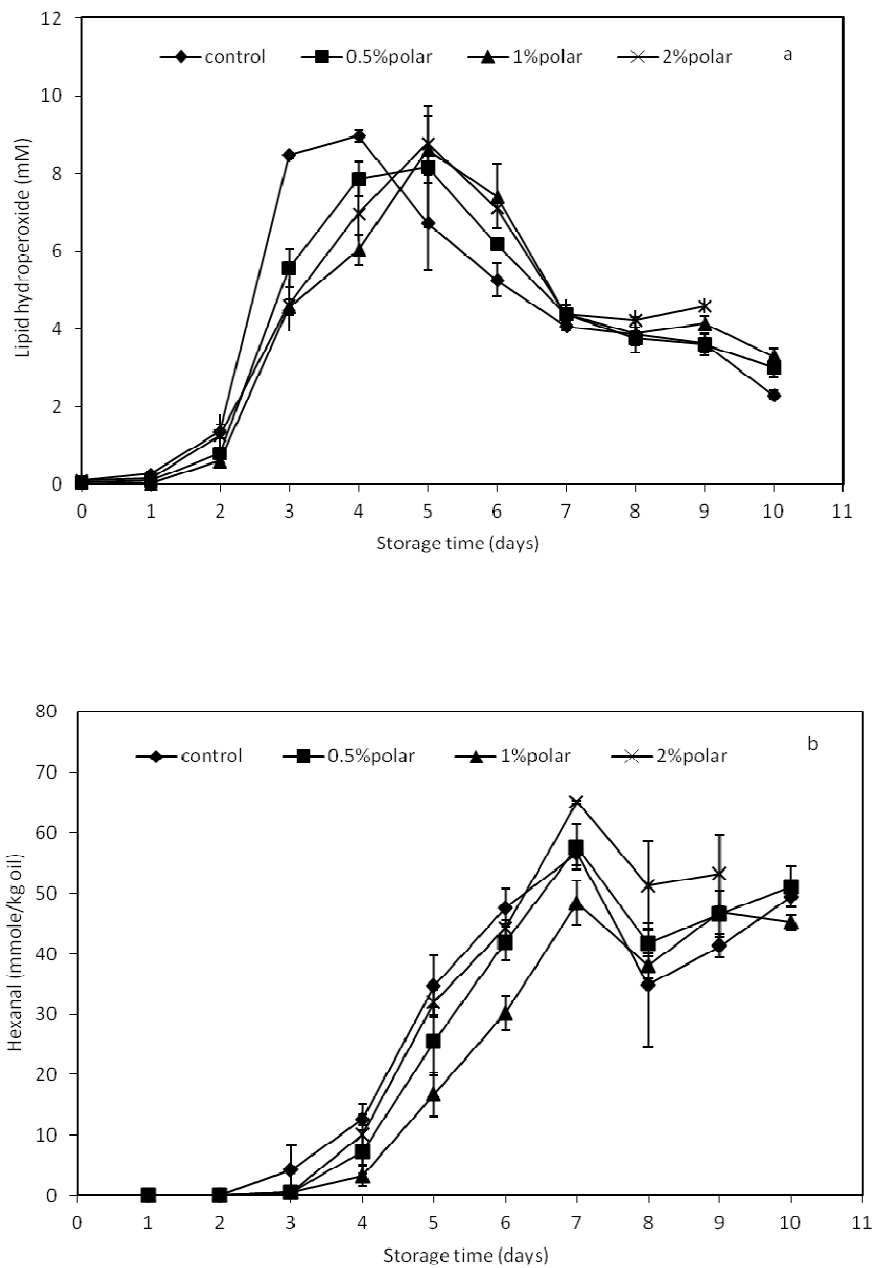 12
control 0.5%polar 1%polar 2%polar a
10
8
6
4
2
0
Lipid hydroperoxide (mM)
0 1 2 3 4 5 6 7 8 9 10 11
Storage time (days)
80
control 0.5%polar 1%polar 2%polar b
70
60
50
40
30
20
10
0
Hexanal (mmole/kg oil)
0 1 2 3 4 5 6 7 8 9 10 11
Storage time (days)